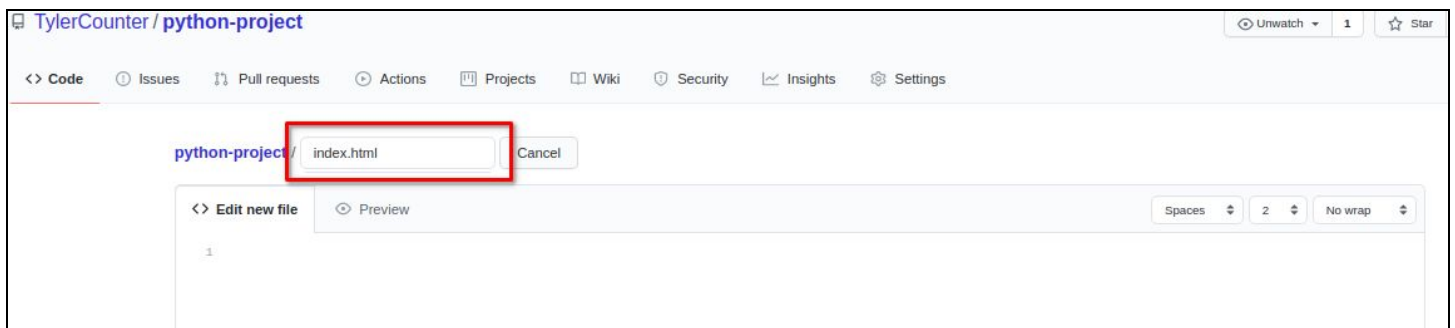 TylerCounter / python-project
Unwatch 1 Star
<> Code Issues Pull requests Actions Projects Wiki Security Insights Settings
python-project / index.html Cancel
<> Edit new file Preview Spaces 2 No wrap
1